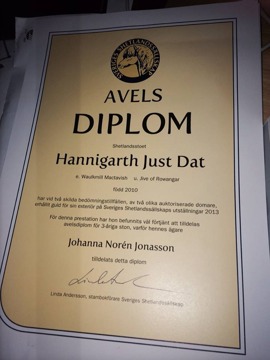 SVERIGES SHETLANDSSÄLLSKAP
AVELS
DIPLOM
Shetlandsstoet
Hannigarth Just Dat
e. Waulkmill Mactavish u. Jive of Rowangar
född 2010
har vid två skilda bedömningstillfällen, av två olika auktoriserade domare,
erhållit guld för sin exteriör på Sveriges Shetlandssällskaps utställningar 2013
För denna prestation har hon befunnits väl förtjänt att tilldelas
avelsdiplom för 3-åriga ston, varför hennes ägare
Johanna Norén Jonasson
tilldelats detta diplom
Linda Andersson, stambokförare Sveriges Shetlandssällskap